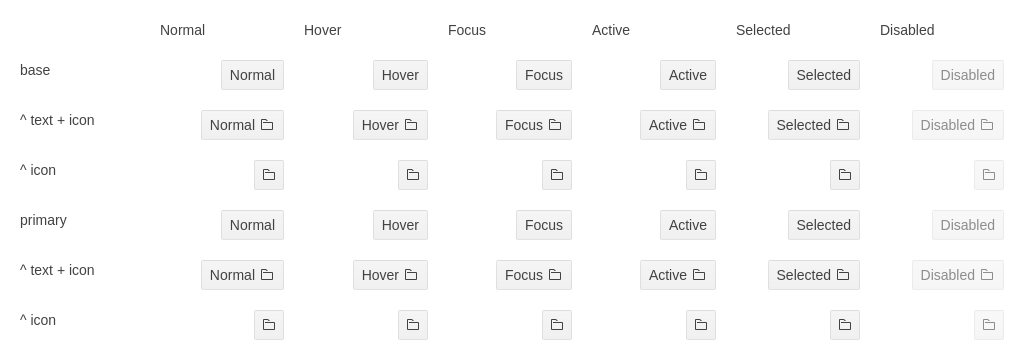 Normal Hover Focus Active Selected Disabled
base Normal Hover Focus Active Selected Disabled
^ text + icon Normal Hover Focus Active Selected Disabled
^ icon
primary Normal Hover Focus Active Selected Disabled
^ text + icon Normal Hover Focus Active Selected Disabled
^ icon